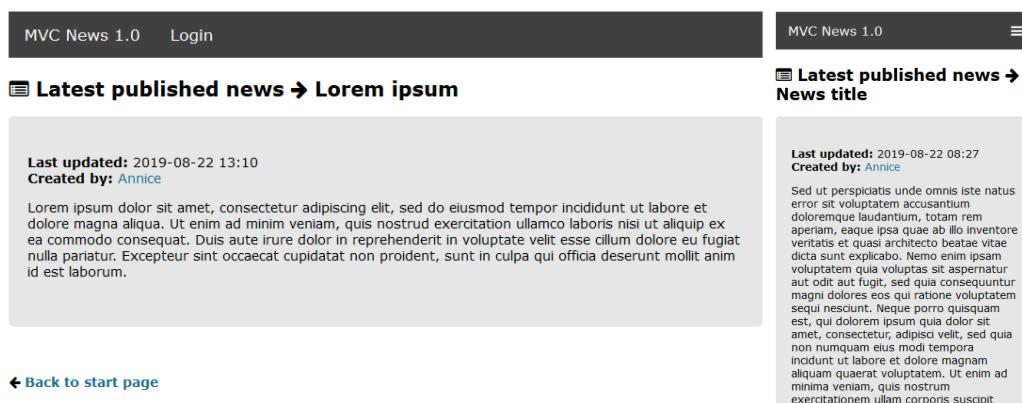 MVC News 1.0 Login
Latest published news → Lorem ipsum
Last updated: 2019-08-22 13:10
Created by: Annice
Lorem ipsum dolor sit amet, consectetur adipiscing elit, sed do eiusmod tempor incididunt ut labore et
dolore magna aliqua. Ut enim ad minim veniam, quis nostrud exercitation ullamco laboris nisi ut aliquip ex
ea commodo consequat. Duis aute irure dolor in reprehenderit in voluptate velit esse cillum dolore eu fugiat
nulla pariatur. Excepteur sint occaecat cupidatat non proident, sunt in culpa qui officia deserunt mollit anim
id est laborum.
← Back to start page
MVC News 1.0
Latest published news →
News title
Last updated: 2019-08-22 08:27
Created by: Annice
Sed ut perspiciatis unde omnis iste natus
error sit voluptatem accusantium
doloremque laudantium, totam rem
aperiam, eaque ipsa quae ab illo inventore
veritatis et quasi architecto beatae vitae
dicta sunt explicabo. Nemo enim ipsam
voluptatem quia voluptas sit aspernatur
aut odit aut fugit, sed quia consequuntur
magni dolores eos qui ratione voluptatem
sequi nesciunt. Neque porro quisquam
est, qui dolorem ipsum quia dolor sit
amet, consectetur, adipisci velit, sed quia
non numquam eius modi tempora
incidunt ut labore et dolore magnam
aliquam quaerat voluptatem. Ut enim ad
minima veniam, quis nostrum
exercitationem ullam corporis suscipit